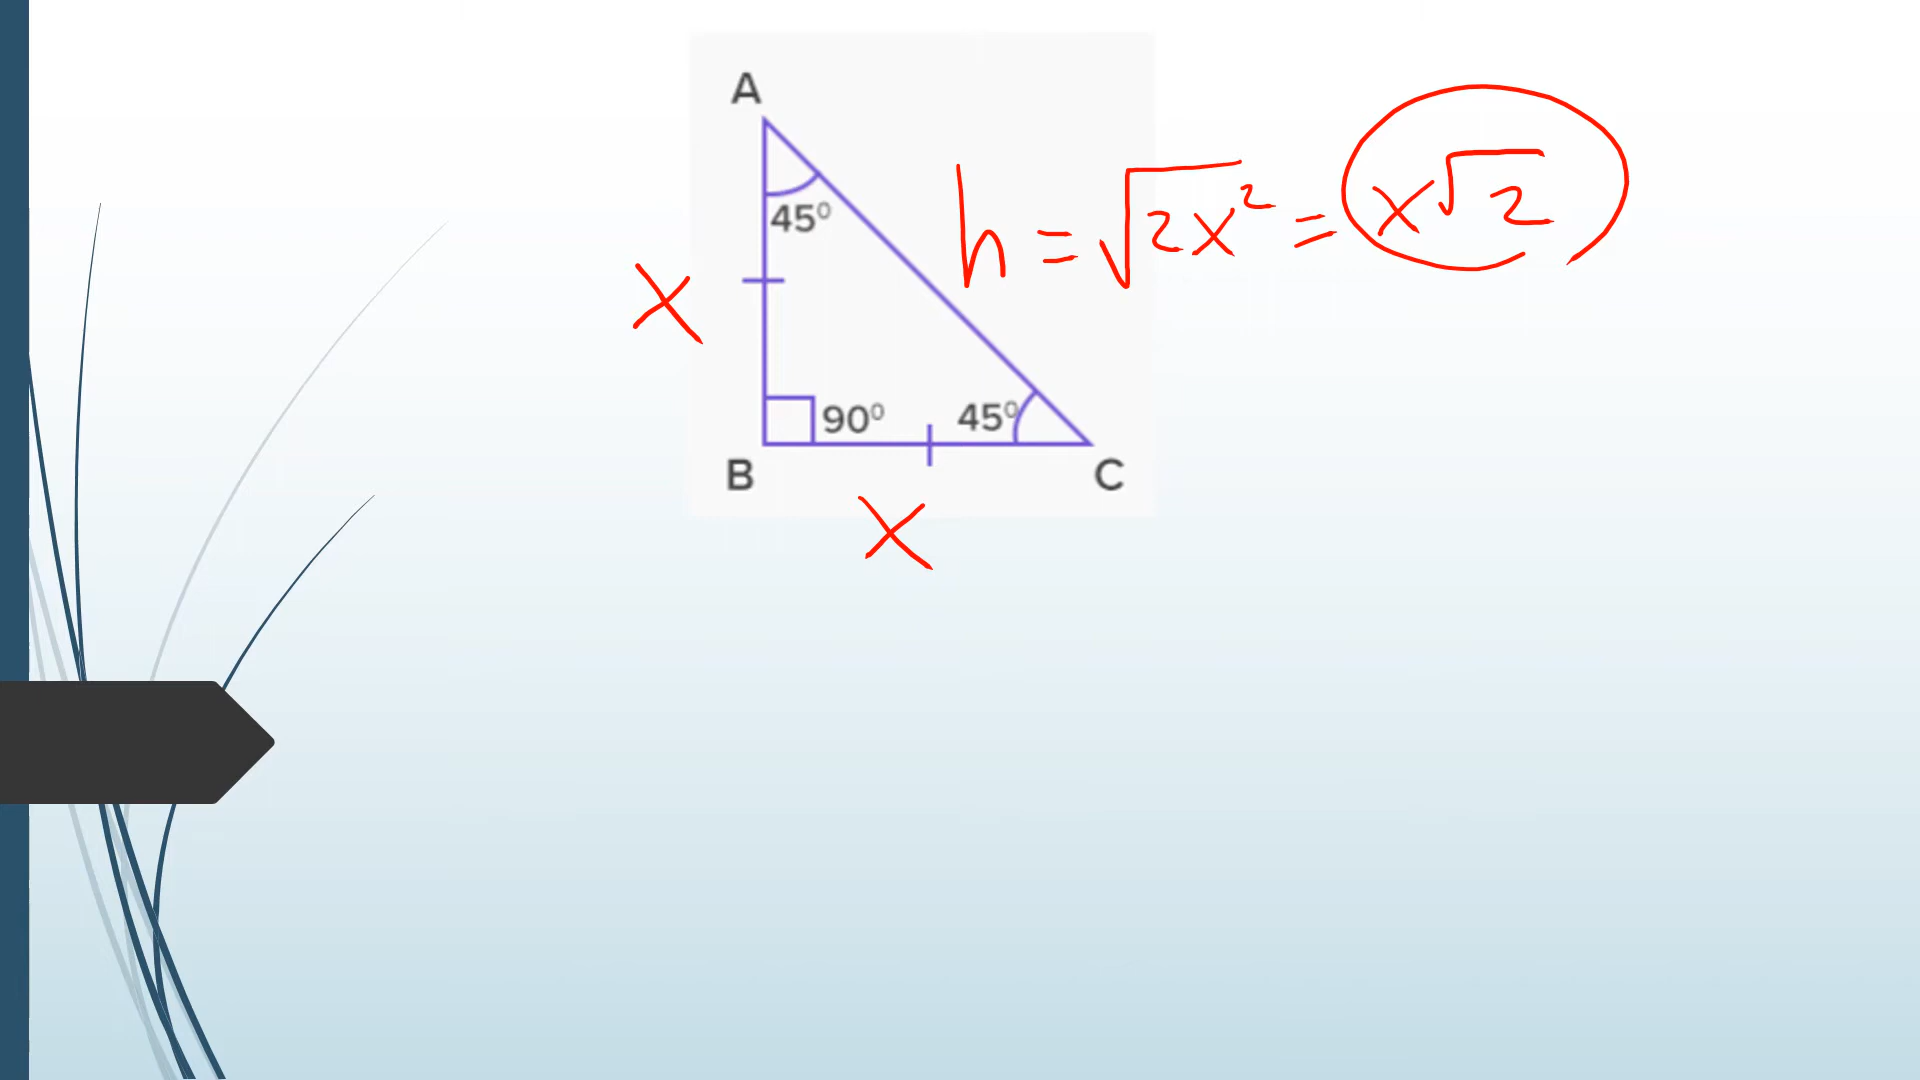 A
45⁰
h = √2x² = x√2
x
90⁰
45⁰
B
C
x